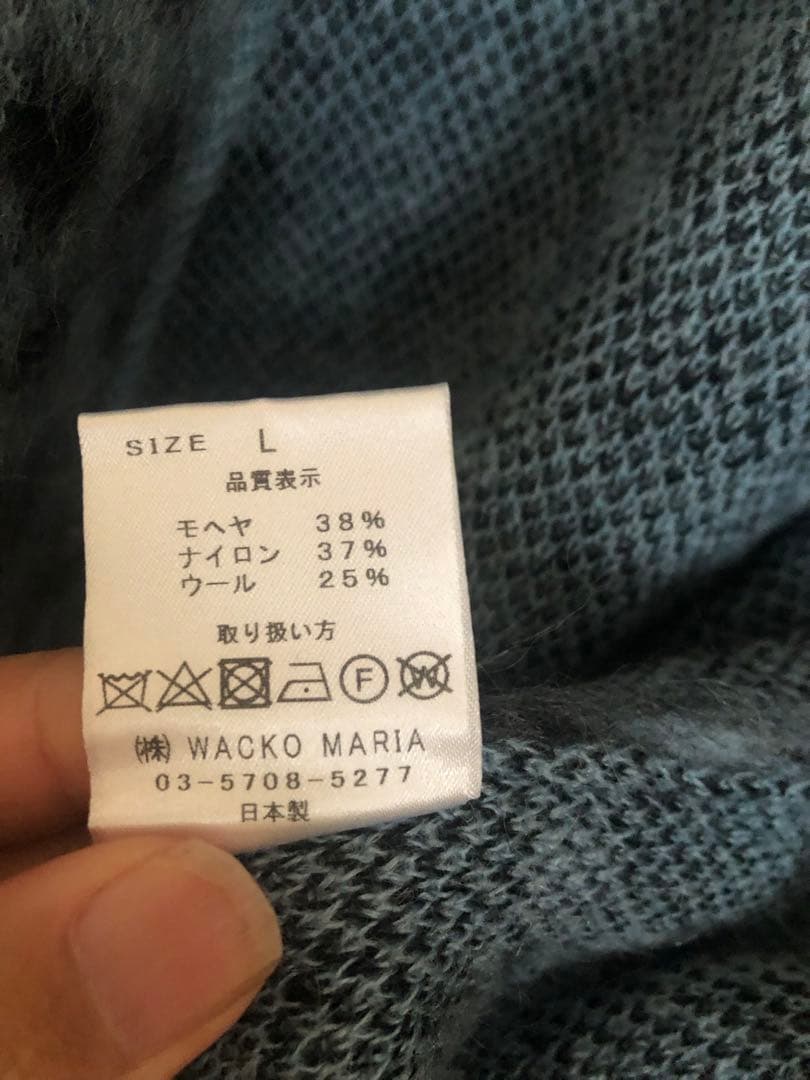 SIZE L
品質表示
モヘヤ 38%
ナイロン 37%
ウール 25%
取り扱い方
F W
㈱ WACKO MARIA
03-5708-5277
日本製